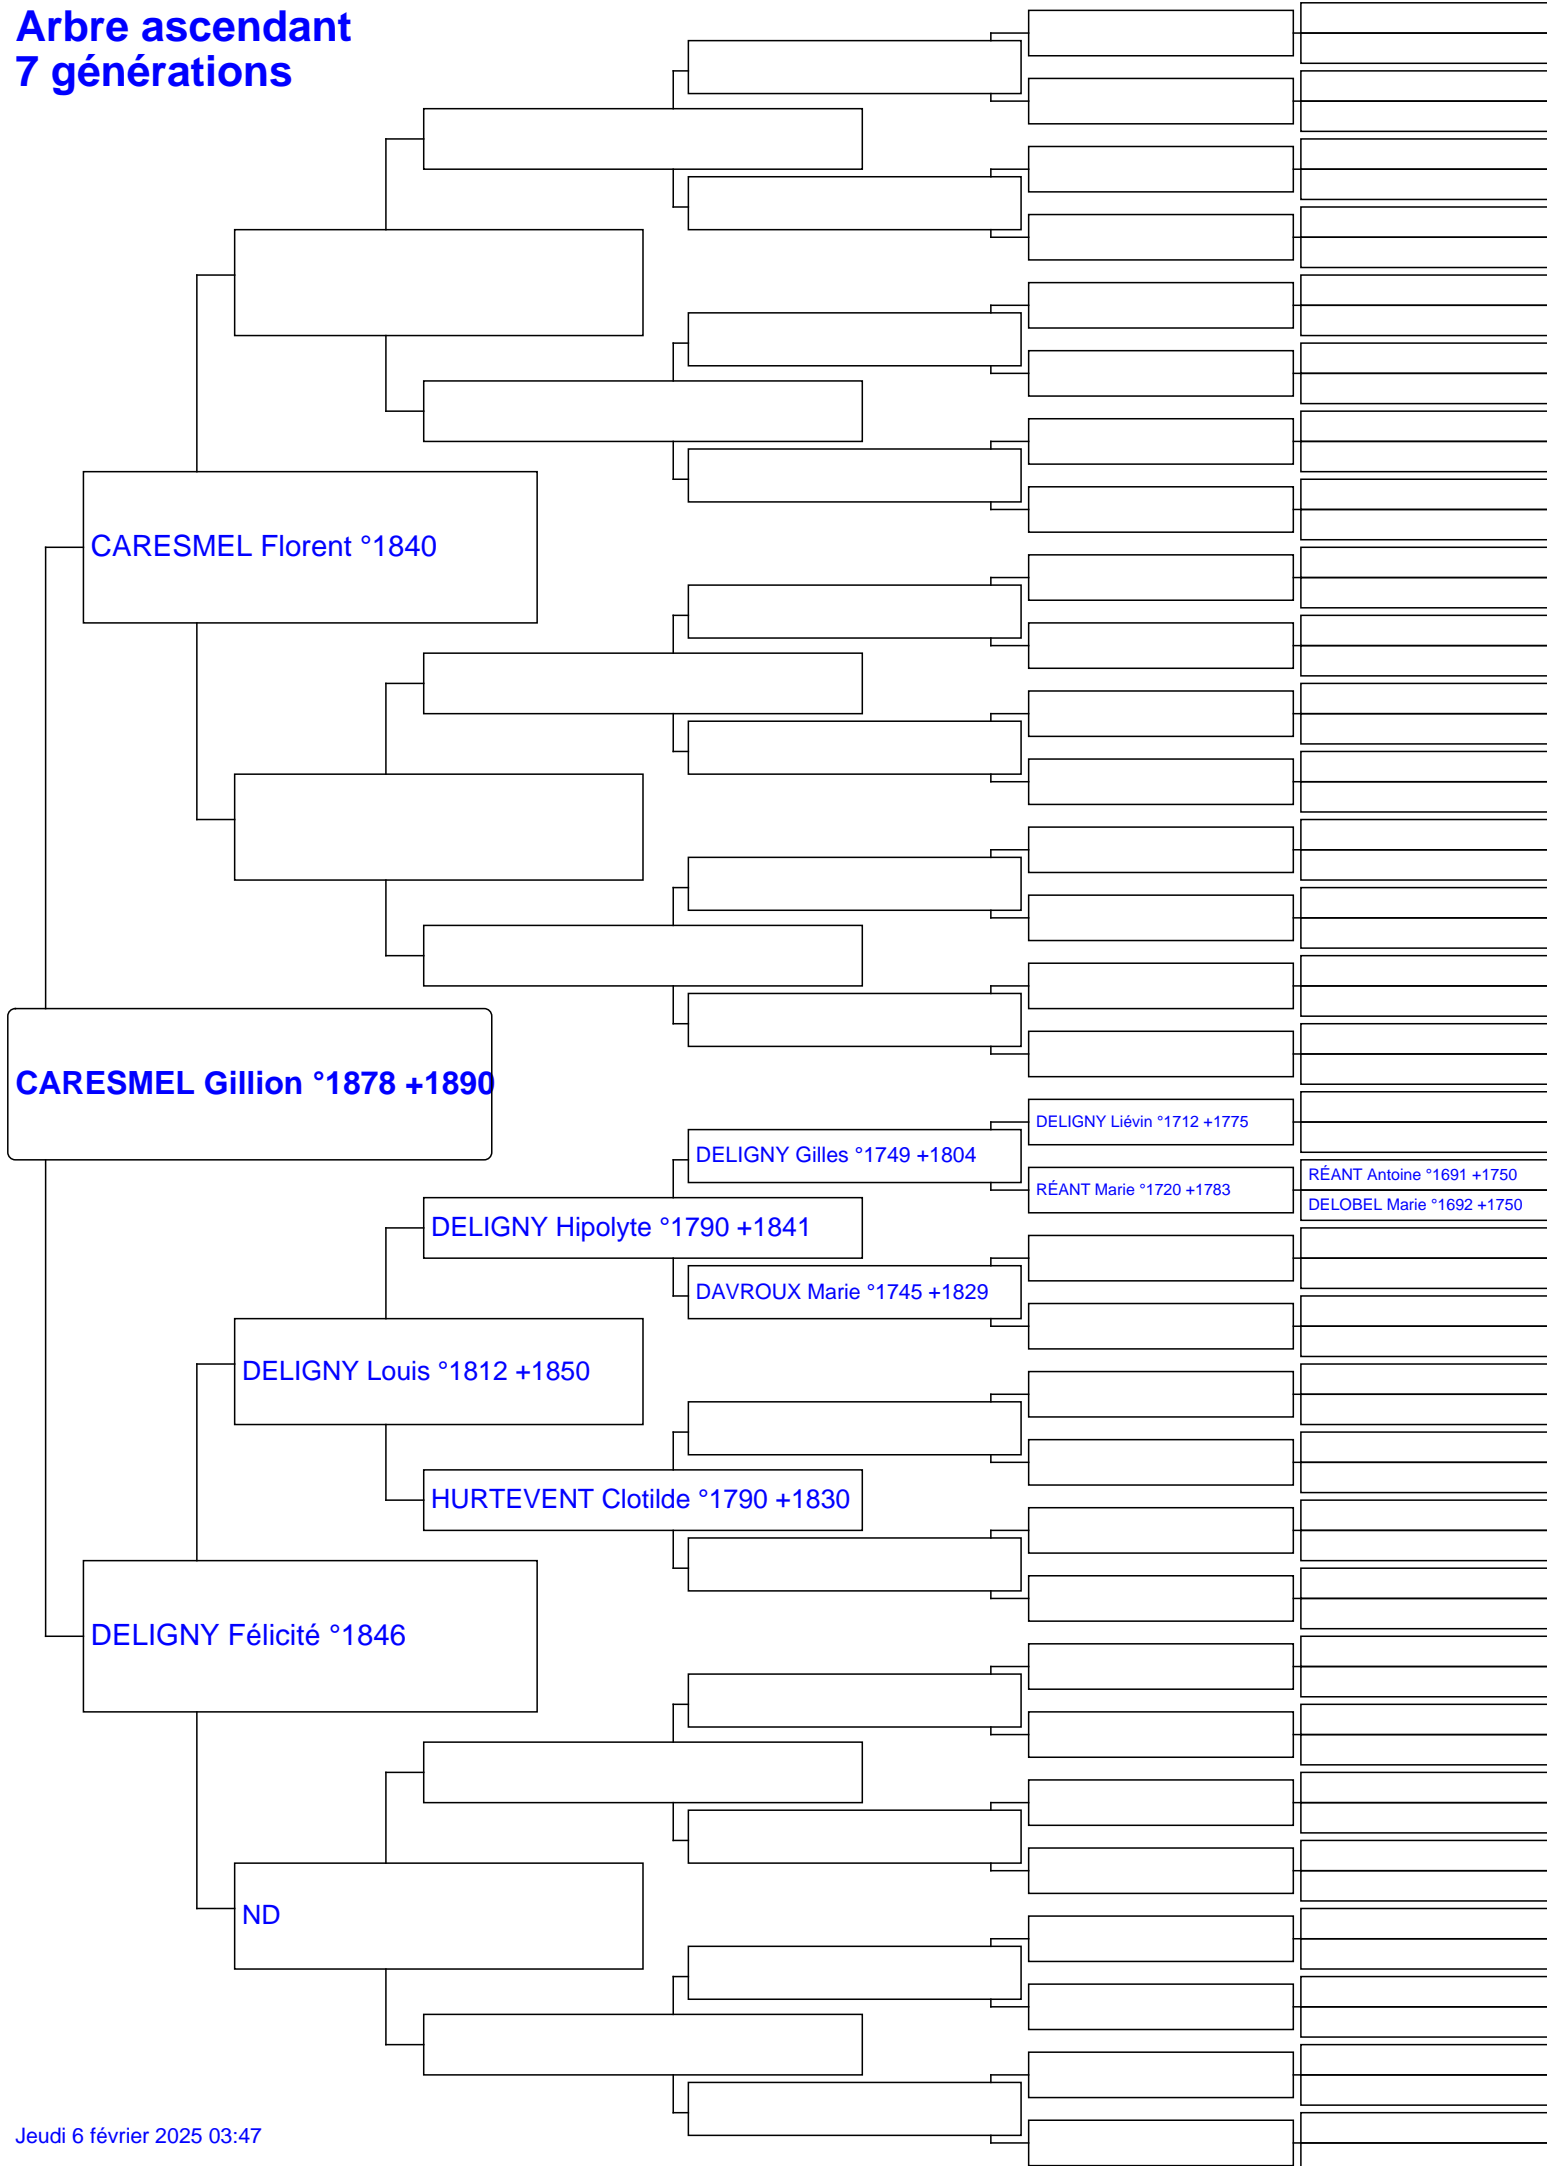 Arbre ascendant
7 générations
CARESMEL Florent °1840
CARESMEL Gillion °1878 +1890
DELIGNY Liévin °1712 +1775
DELIGNY Gilles °1749 +1804
RÉANT Antoine °1691 +1750
RÉANT Marie °1720 +1783
DELOBEL Marie °1692 +1750
DELIGNY Hipolyte °1790 +1841
DAVROUX Marie °1745 +1829
DELIGNY Louis °1812 +1850
HURTEVENT Clotilde °1790 +1830
DELIGNY Félicité °1846
ND
Jeudi 6 février 2025 03:47